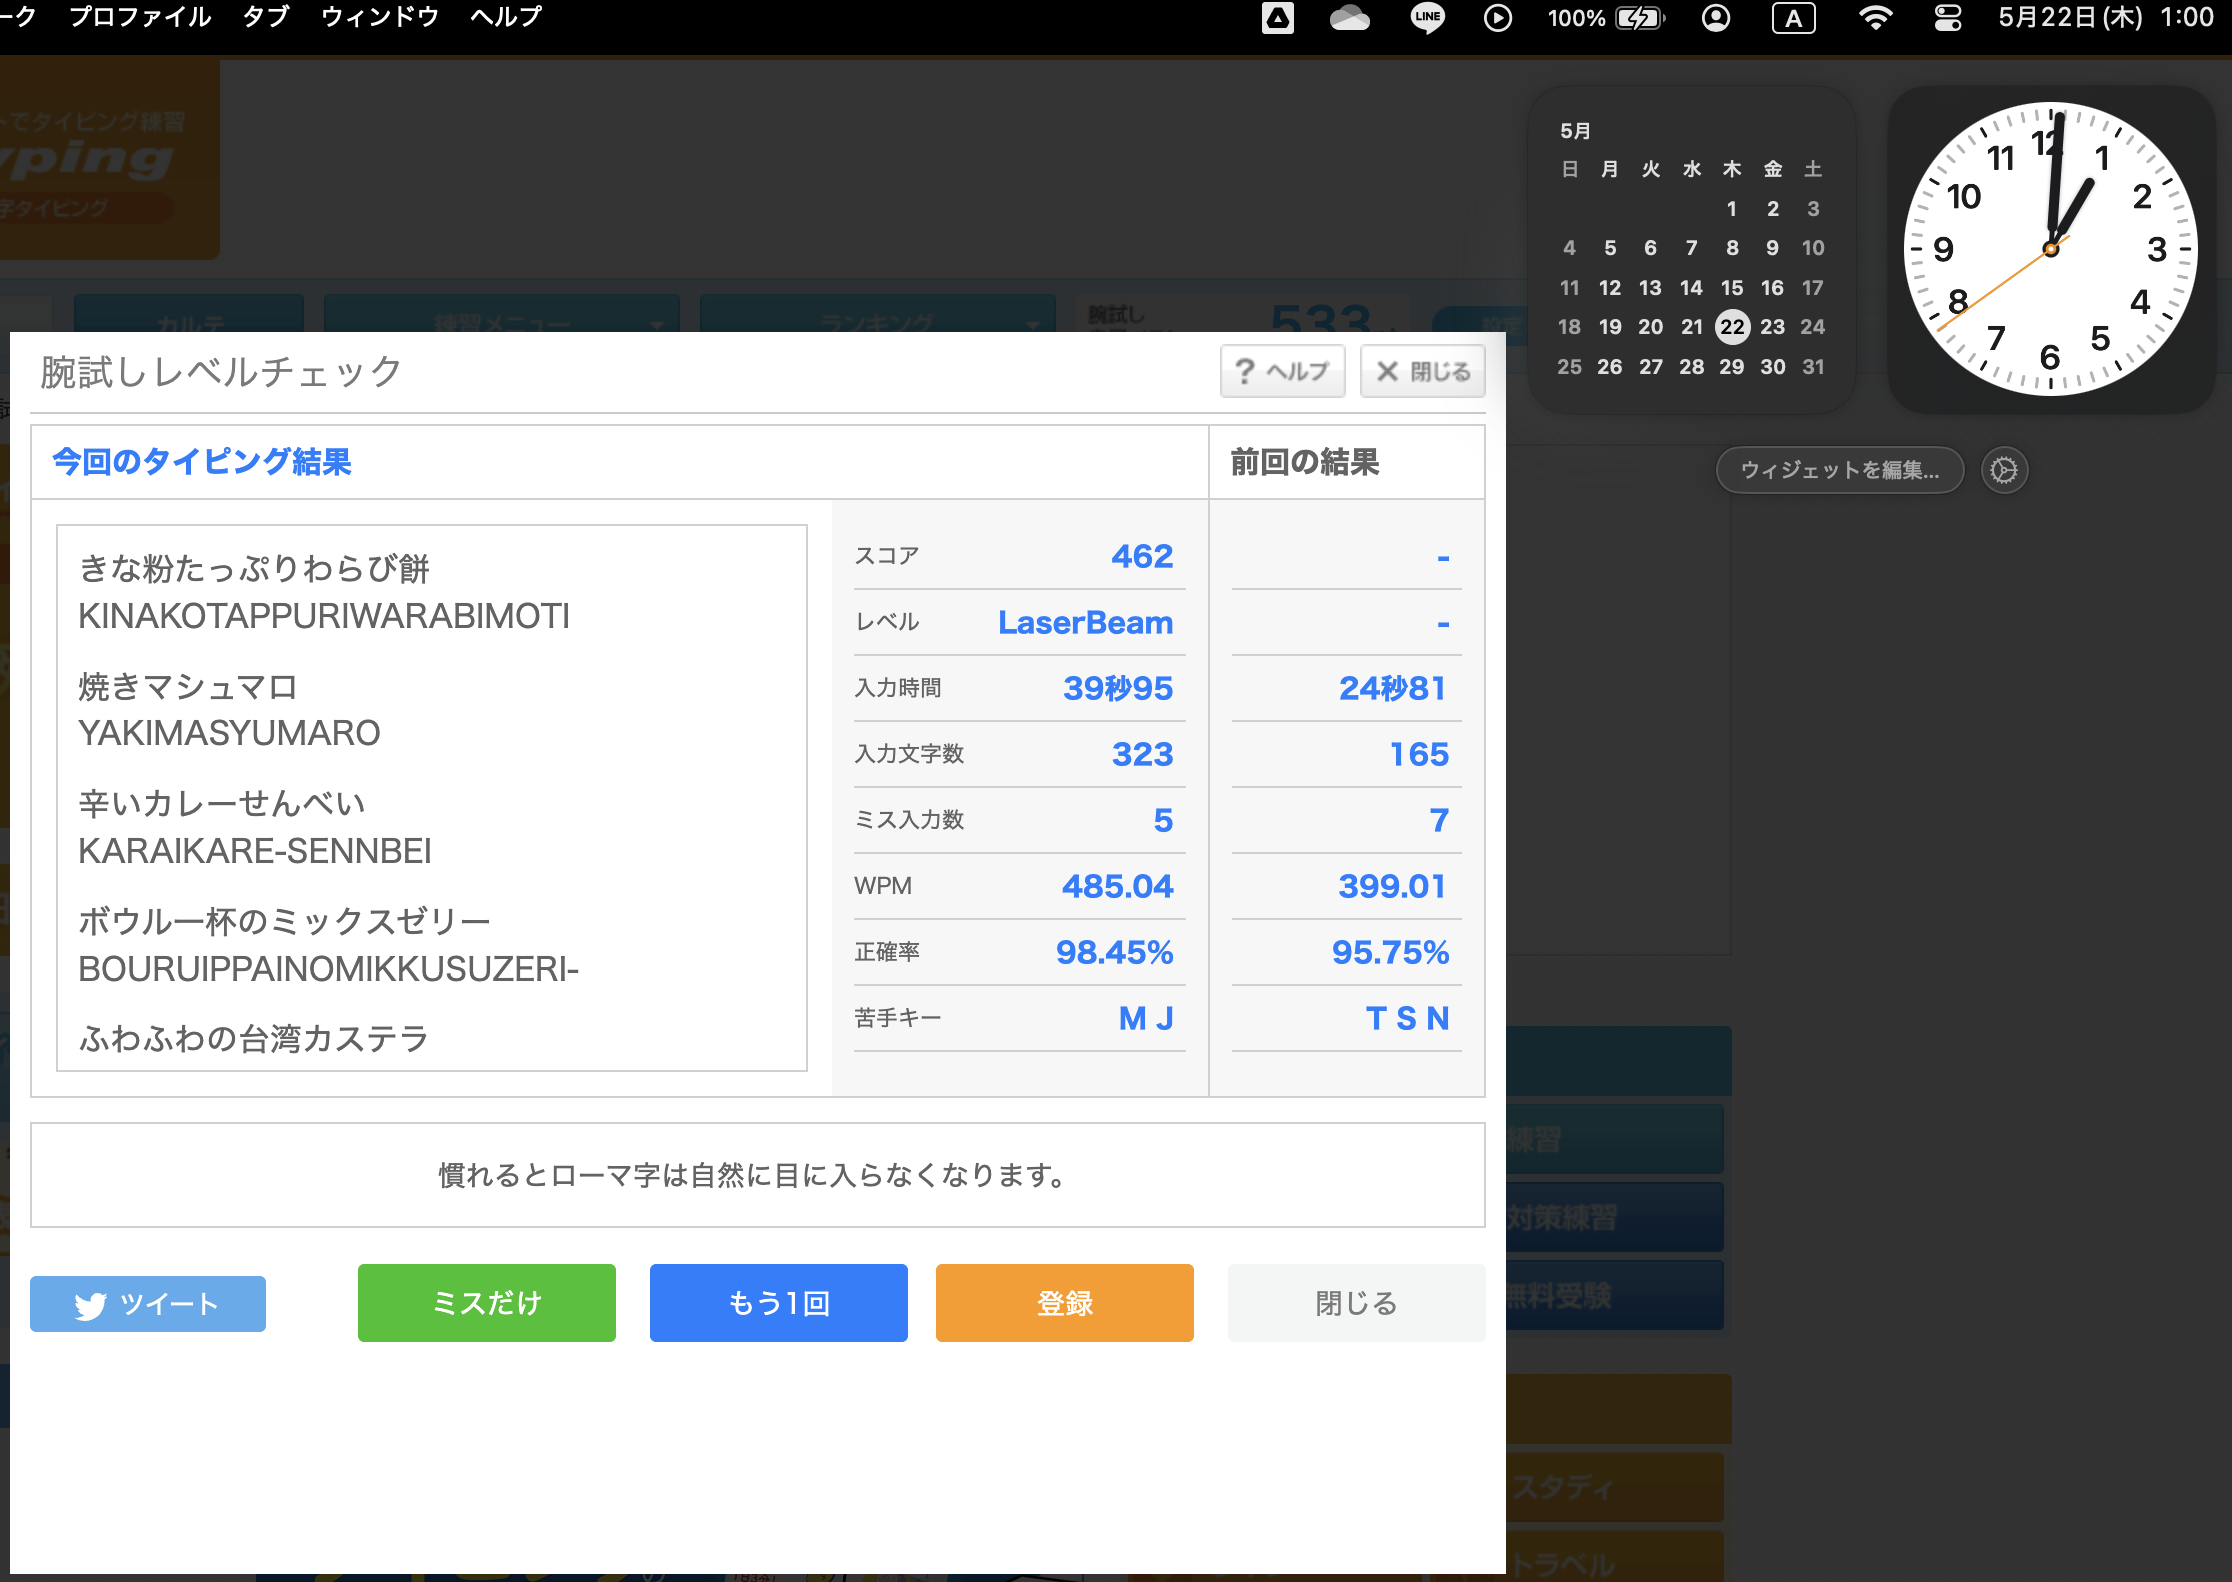 ーク プロファイル タブ ウィンドウ ヘルプ LINE 100% A 5月22日(木) 1:00
トでタイピング練習
yping
字タイピング
5月
日 月 火 水 木 金 土
1 2 3
4 5 6 7 8 9 10
11 12 13 14 15 16 17
18 19 20 21 22 23 24
25 26 27 28 29 30 31
12 1 2 3 4 5 6 7 8 9 10 11
ウィジェットを編集...
カルテ 練習メニュー ランキング 腕試し 533
腕試しレベルチェック ? ヘルプ × 閉じる
今回のタイピング結果 前回の結果
きな粉たっぷりわらび餅
KINAKOTAPPURIWARABIMOTI
焼きマシュマロ
YAKIMASYUMARO
辛いカレーせんべい
KARAIKARE-SENNBEI
ボウル一杯のミックスゼリー
BOURUIPPAINOMIKKUSUZERI-
ふわふわの台湾カステラ
スコア 462 -
レベル LaserBeam -
入力時間 39秒95 24秒81
入力文字数 323 165
ミス入力数 5 7
WPM 485.04 399.01
正確率 98.45% 95.75%
苦手キー M J T S N
慣れるとローマ字は自然に目に入らなくなります。
ツイート ミスだけ もう1回 登録 閉じる
練習
対策練習
無料受験
スタディ
トラベル